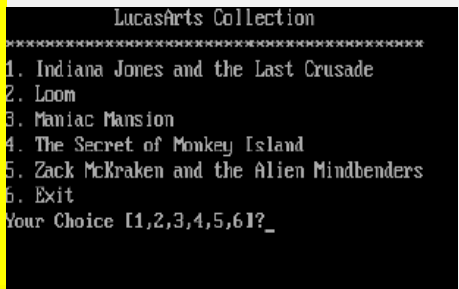 LucasArts Collection
******************************************
1. Indiana Jones and the Last Crusade
2. Loom
3. Maniac Mansion
4. The Secret of Monkey Island
5. Zack McKraken and the Alien Mindbenders
6. Exit
Your Choice [1,2,3,4,5,6]?_